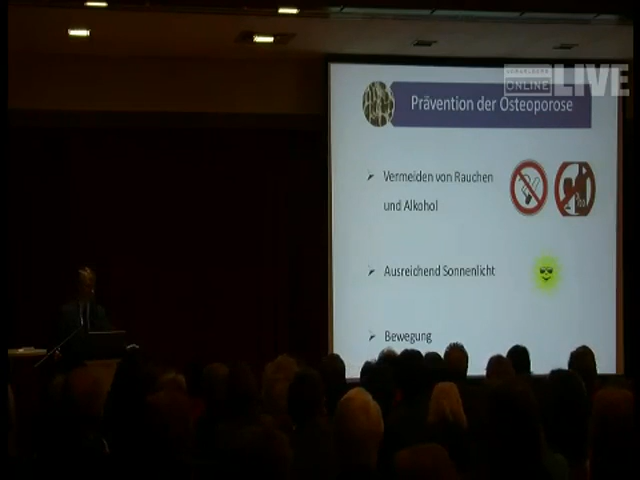 VORARLBERG
ONLINE LIVE
Prävention der Osteoporose
Vermeiden von Rauchen
und Alkohol
Ausreichend Sonnenlicht
Bewegung